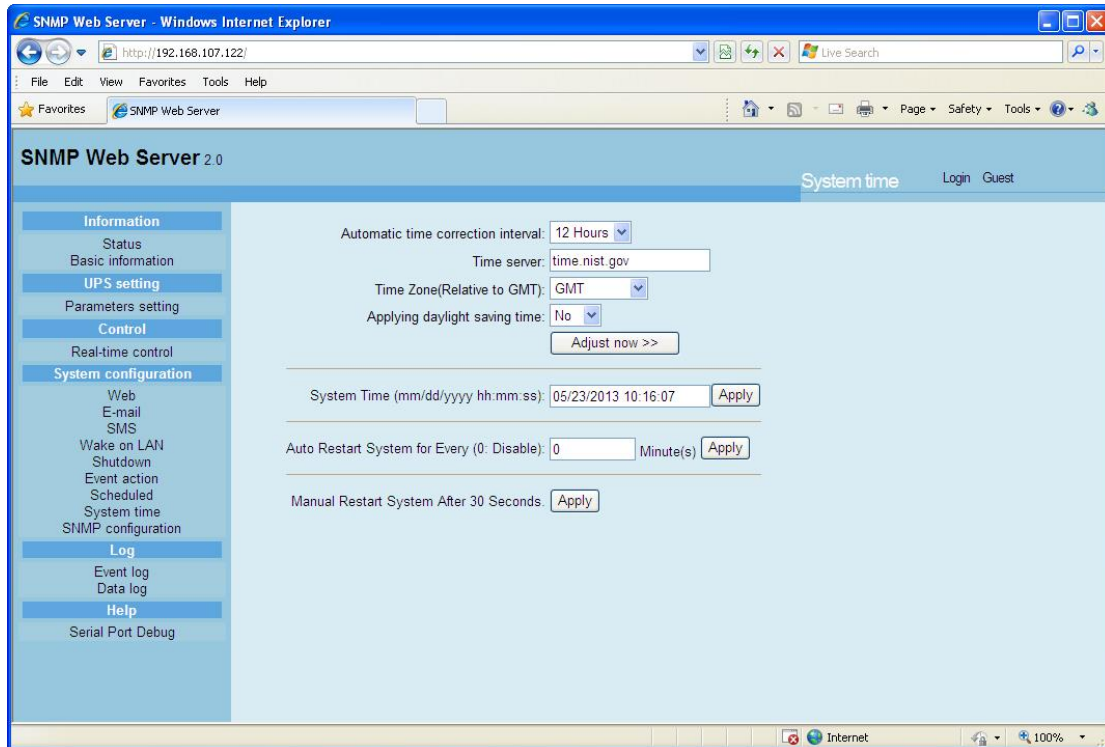 SNMP Web Server - Windows Internet Explorer
http://192.168.107.122/
Live Search
File Edit View Favorites Tools Help
Favorites SNMP Web Server
Page Safety Tools
SNMP Web Server 2.0
System time Login Guest
Information
Status
Basic information
UPS setting
Parameters setting
Control
Real-time control
System configuration
Web
E-mail
SMS
Wake on LAN
Shutdown
Event action
Scheduled
System time
SNMP configuration
Log
Event log
Data log
Help
Serial Port Debug
Automatic time correction interval: 12 Hours
Time server: time.nist.gov
Time Zone(Relative to GMT): GMT
Applying daylight saving time: No
Adjust now >>
System Time (mm/dd/yyyy hh:mm:ss): 05/23/2013 10:16:07 Apply
Auto Restart System for Every (0: Disable): 0 Minute(s) Apply
Manual Restart System After 30 Seconds. Apply
Internet 100%